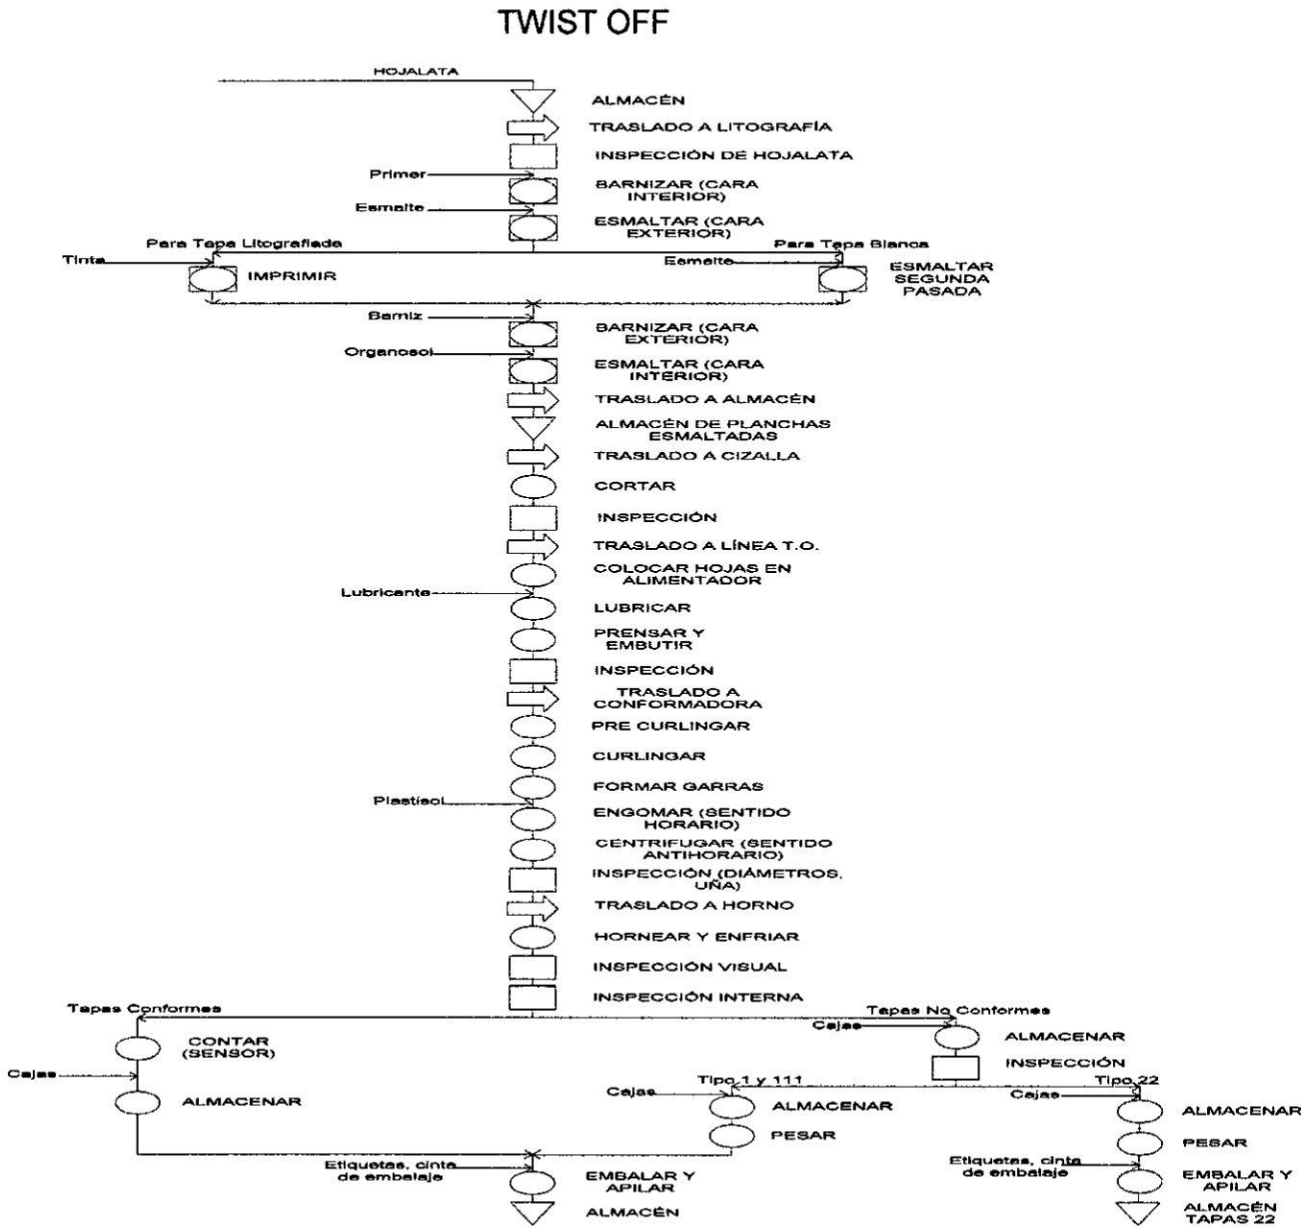 TWIST OFF
HOJALATA
ALMACÉN
TRASLADO A LITOGRAFÍA
INSPECCIÓN DE HOJALATA
Primer
BARNIZAR (CARA
INTERIOR)
Esmalte
ESMALTAR (CARA
EXTERIOR)
Para Tapa Litografiada
Para Tapa Blanca
Tinta
IMPRIMIR
Esmalte
ESMALTAR
SEGUNDA
PASADA
Barniz
BARNIZAR (CARA
EXTERIOR)
Organosol
ESMALTAR (CARA
INTERIOR)
TRASLADO A ALMACÉN
ALMACÉN DE PLANCHAS
ESMALTADAS
TRASLADO A CIZALLA
CORTAR
INSPECCIÓN
TRASLADO A LÍNEA T.O.
COLOCAR HOJAS EN
ALIMENTADOR
Lubricante
LUBRICAR
PRENSAR Y
EMBUTIR
INSPECCIÓN
TRASLADO A
CONFORMADORA
PRE CURLINGAR
CURLINGAR
FORMAR GARRAS
Plastisol
ENGOMAR (SENTIDO
HORARIO)
CENTRIFUGAR (SENTIDO
ANTIHORARIO)
INSPECCIÓN (DIÁMETROS,
UÑA)
TRASLADO A HORNO
HORNEAR Y ENFRIAR
INSPECCIÓN VISUAL
INSPECCIÓN INTERNA
Tapas Conformes
Tapas No Conformes
CONTAR
(SENSOR)
Cajas
ALMACENAR
INSPECCIÓN
Cajas
ALMACENAR
Tipo 1 y 111
Tipo 22
Cajas
ALMACENAR
PESAR
Cajas
ALMACENAR
PESAR
Etiquetas, cinta
de embalaje
EMBALAR Y
APILAR
ALMACÉN
Etiquetas, cinta
de embalaje
EMBALAR Y
APILAR
ALMACÉN
TAPAS 22